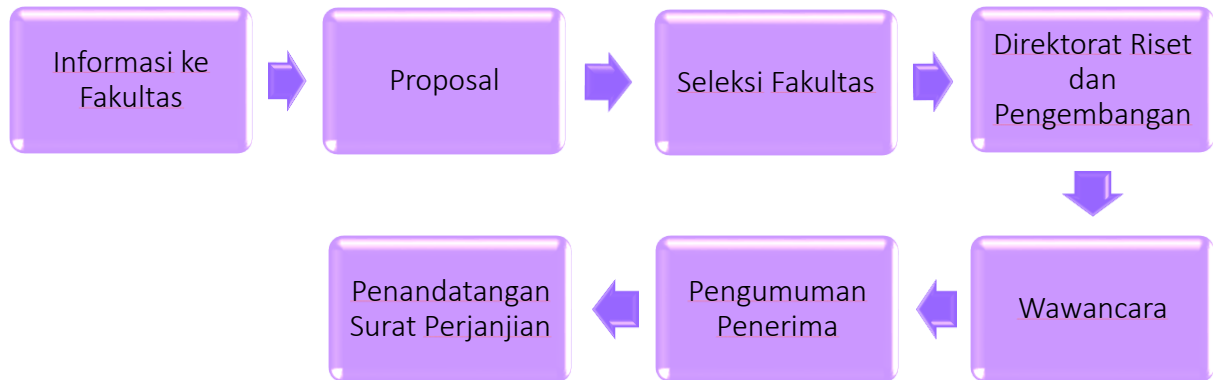 Informasi ke
Fakultas
Proposal
Seleksi Fakultas
Direktorat Riset
dan
Pengembangan
Wawancara
Pengumuman
Penerima
Penandatangan
Surat Perjanjian